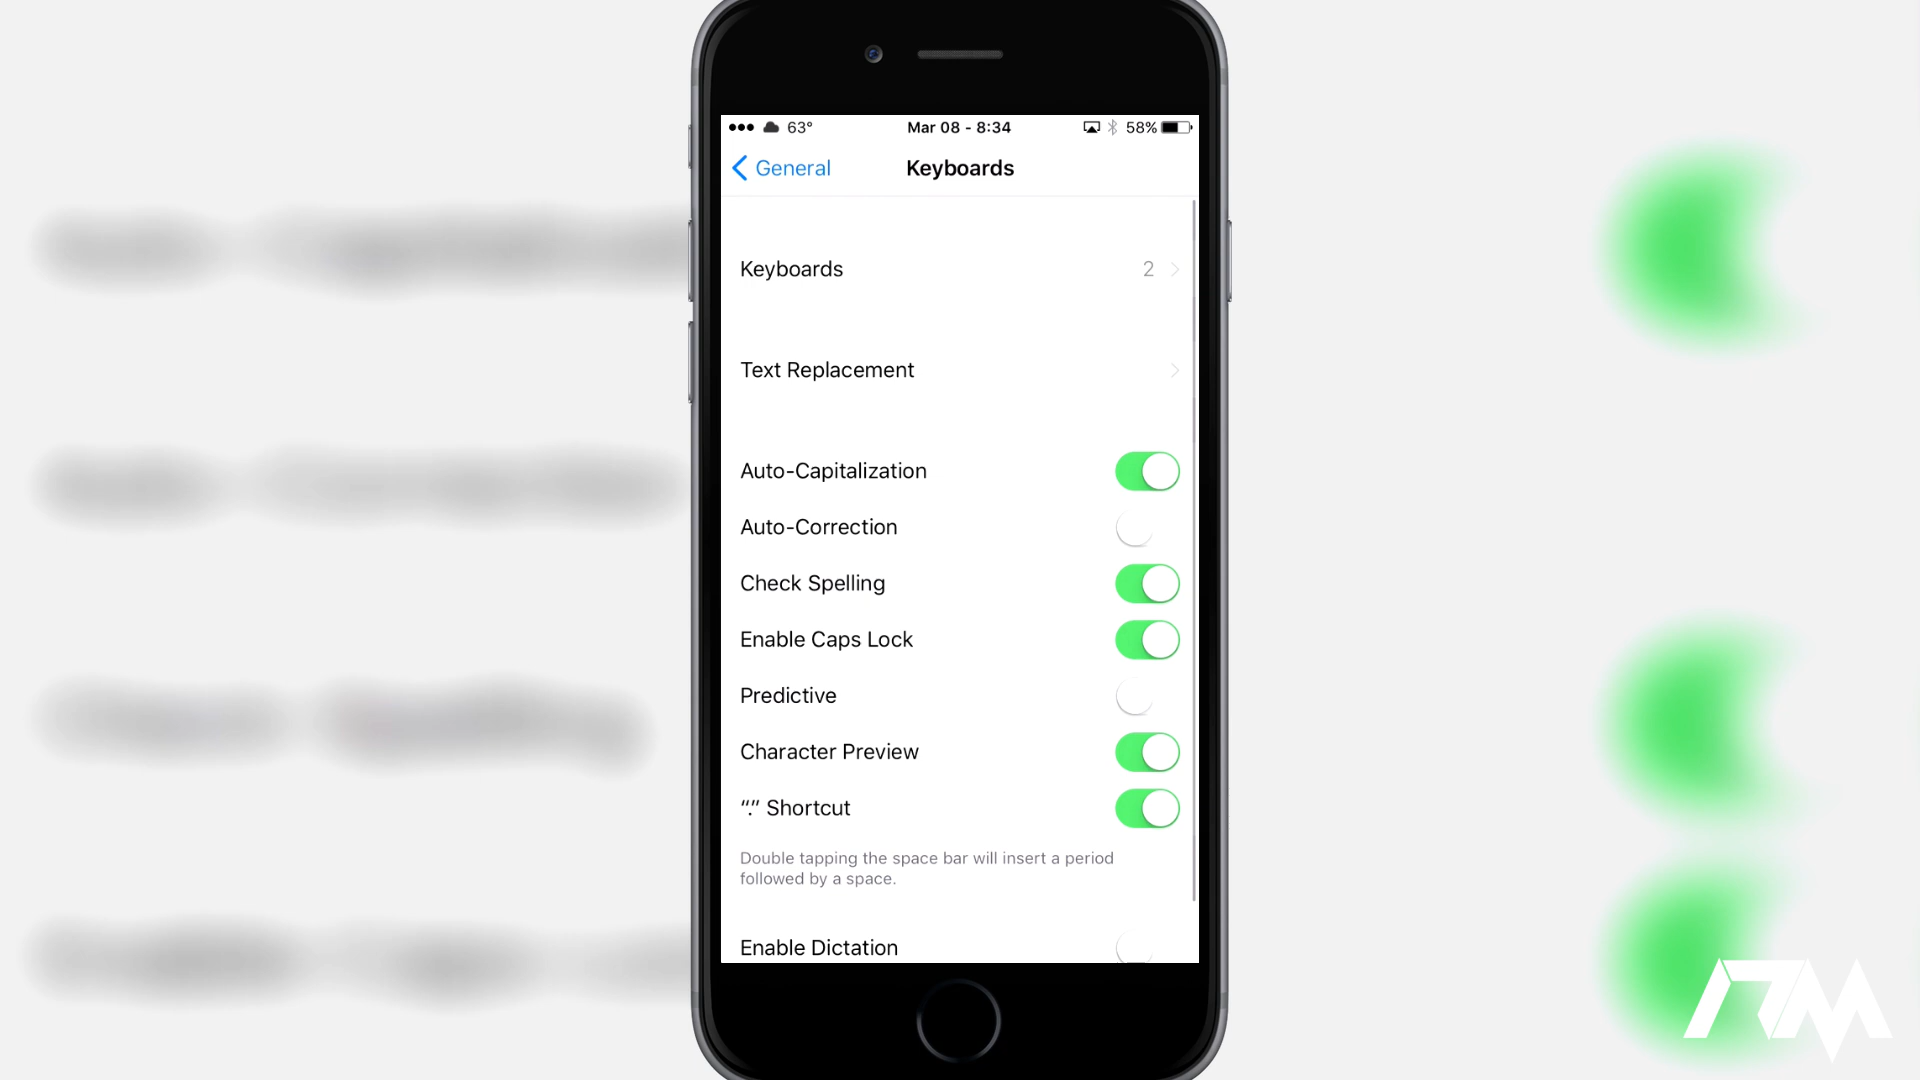 63° Mar 08 - 8:34 58%
General Keyboards
Keyboards 2
Text Replacement
Auto-Capitalization
Auto-Correction
Check Spelling
Enable Caps Lock
Predictive
Character Preview
“.” Shortcut
Double tapping the space bar will insert a period
followed by a space.
Enable Dictation